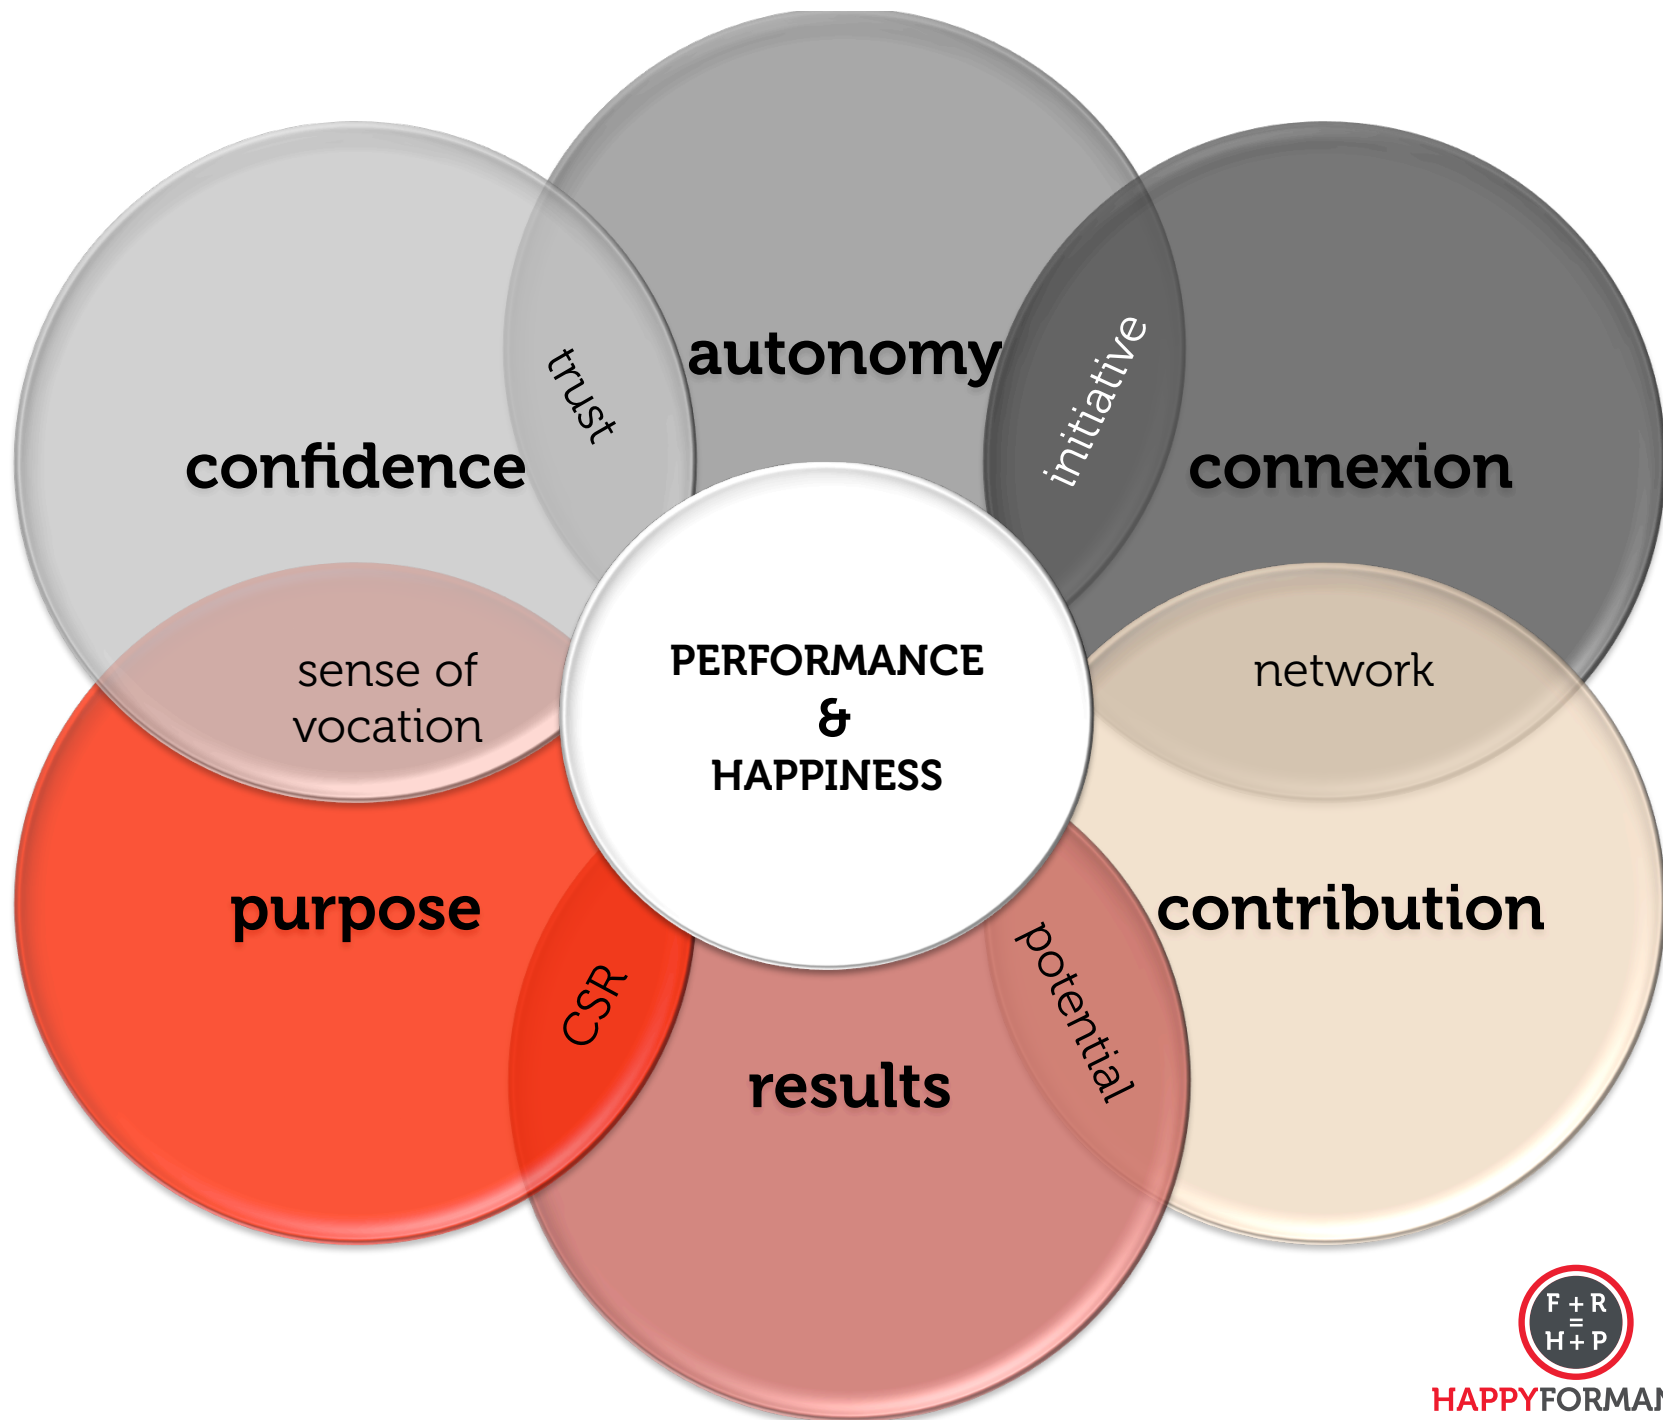 autonomy
trust
initiative
confidence
connexion
PERFORMANCE
&
HAPPINESS
sense of
vocation
network
purpose
contribution
CSR
potential
results
F + R
=
H + P
HAPPYFORMAN